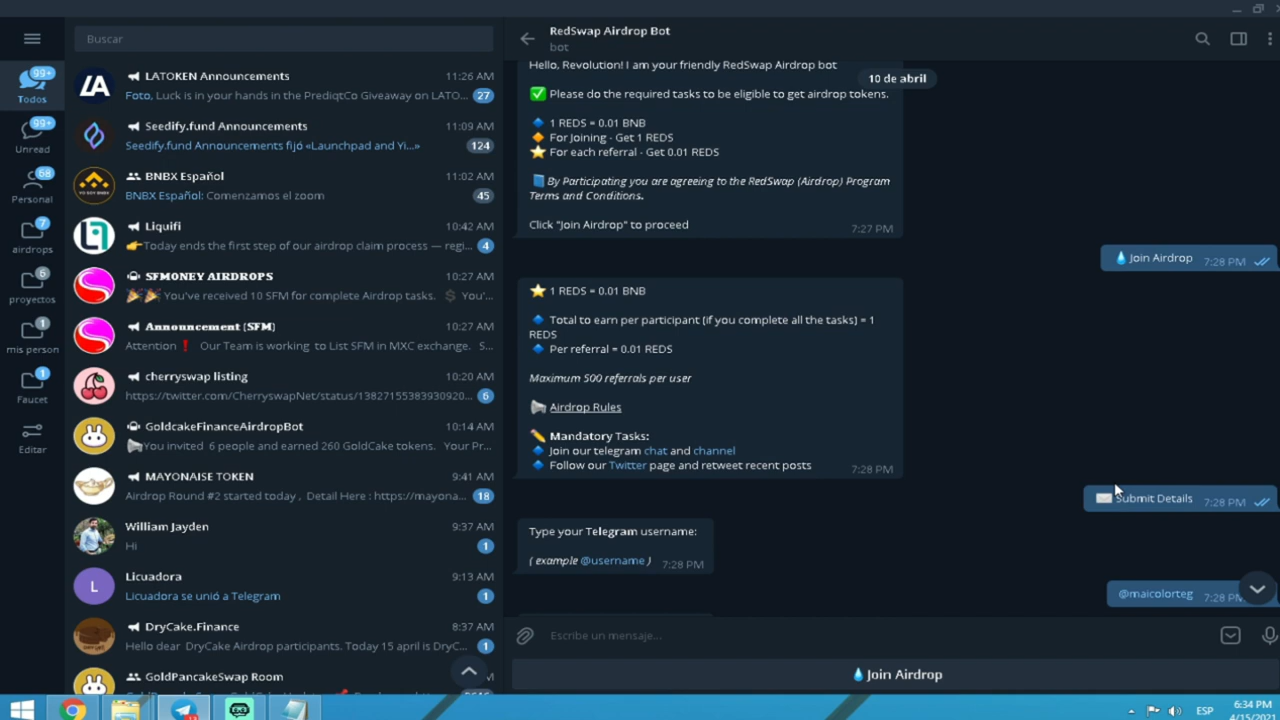 Buscar
99+
Todos
99+
Unread
68
Personal
7
airdrops
6
proyectos
1
mis person
1
Faucet
Editar
LATOKEN Announcements 11:26 AM
Foto, Luck is in your hands in the PrediqtCo Giveaway on LATO... 27
Seedify.fund Announcements 11:09 AM
Seedify.fund Announcements fijó «Launchpad and Yi...» 124
BNBX Español 11:02 AM
BNBX Español: Comenzamos el zoom 45
Liquifi 10:42 AM
👉Today ends the first step of our airdrop claim process — regi... 4
SFMONEY AIRDROPS 10:27 AM
🎉🎉 You've received 10 SFM for complete Airdrop tasks. 💲 You'...
Announcement (SFM) 10:27 AM
Attention❗ Our Team is working to List SFM in MXC exchange. S...
cherryswap listing 10:20 AM
https://twitter.com/CherryswapNet/status/13827155383930920... 6
GoldcakeFinanceAirdropBot 10:14 AM
📢You invited 6 people and earned 260 GoldCake tokens. Your Pr...
MAYONAISE TOKEN 9:41 AM
Airdrop Round #2 started today , Detail Here : https://mayona... 18
William Jayden 9:37 AM
Hi 1
L
Licuadora 9:13 AM
Licuadora se unió a Telegram 1
DryCake.Finance 8:37 AM
Hello dear DryCake Airdrop participants. Today 15 april is DryC... 1
GoldPancakeSwap Room
RedSwap Airdrop Bot
bot
Hello, Revolution! I am your friendly RedSwap Airdrop bot
10 de abril
✅ Please do the required tasks to be eligible to get airdrop tokens.
🔷 1 REDS = 0.01 BNB
🔶 For Joining - Get 1 REDS
⭐ For each referral - Get 0.01 REDS
📘 By Participating you are agreeing to the RedSwap (Airdrop) Program
Terms and Conditions.
Click "Join Airdrop" to proceed
7:27 PM
💧Join Airdrop 7:28 PM
⭐ 1 REDS = 0.01 BNB
🔷 Total to earn per participant (if you complete all the tasks) = 1
REDS
🔷 Per referral = 0.01 REDS
Maximum 500 referrals per user
📢 Airdrop Rules
✏️ Mandatory Tasks:
🔷 Join our telegram chat and channel
🔷 Follow our Twitter page and retweet recent posts 7:28 PM
✉️ Submit Details 7:28 PM
Type your Telegram username:
( example @username ) 7:28 PM
@maicolorteg 7:28 PM
Escribe un mensaje...
💧Join Airdrop
ESP
6:34 PM
4/15/2021